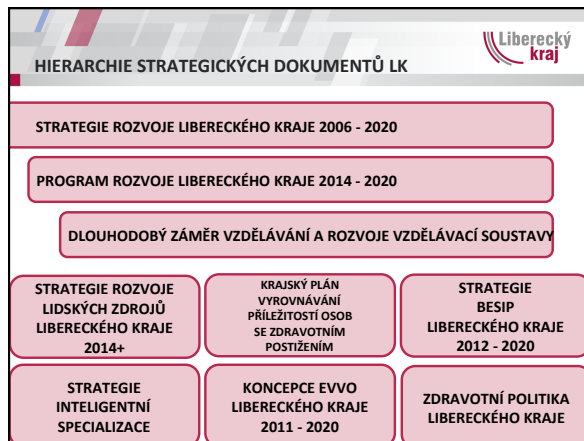 Liberecký
kraj
HIERARCHIE STRATEGICKÝCH DOKUMENTŮ LK
STRATEGIE ROZVOJE LIBERECKÉHO KRAJE 2006 - 2020
PROGRAM ROZVOJE LIBERECKÉHO KRAJE 2014 - 2020
DLOUHODOBÝ ZÁMĚR VZDĚLÁVÁNÍ A ROZVOJE VZDĚLÁVACÍ SOUSTAVY
STRATEGIE ROZVOJE
LIDSKÝCH ZDROJŮ
LIBERECKÉHO KRAJE
2014+
KRAJSKÝ PLÁN
VYROVNÁVÁNÍ
PŘÍLEŽITOSTÍ OSOB
SE ZDRAVOTNÍM
POSTIŽENÍM
STRATEGIE
BESIP
LIBERECKÉHO KRAJE
2012 - 2020
STRATEGIE
INTELIGENTNÍ
SPECIALIZACE
KONCEPCE EVVO
LIBERECKÉHO KRAJE
2011 - 2020
ZDRAVOTNÍ POLITIKA
LIBERECKÉHO KRAJE